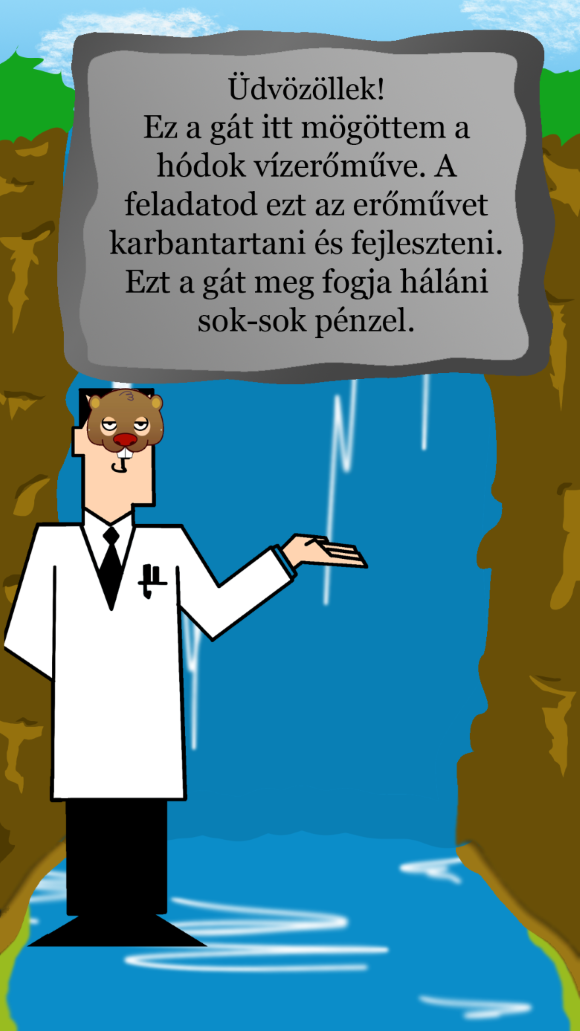 Üdvözöllek!
Ez a gát itt mögöttem a
hódok vízerőműve. A
feladatod ezt az erőművet
karbantartani és fejleszteni.
Ezt a gát meg fogja háláni
sok-sok pénzel.